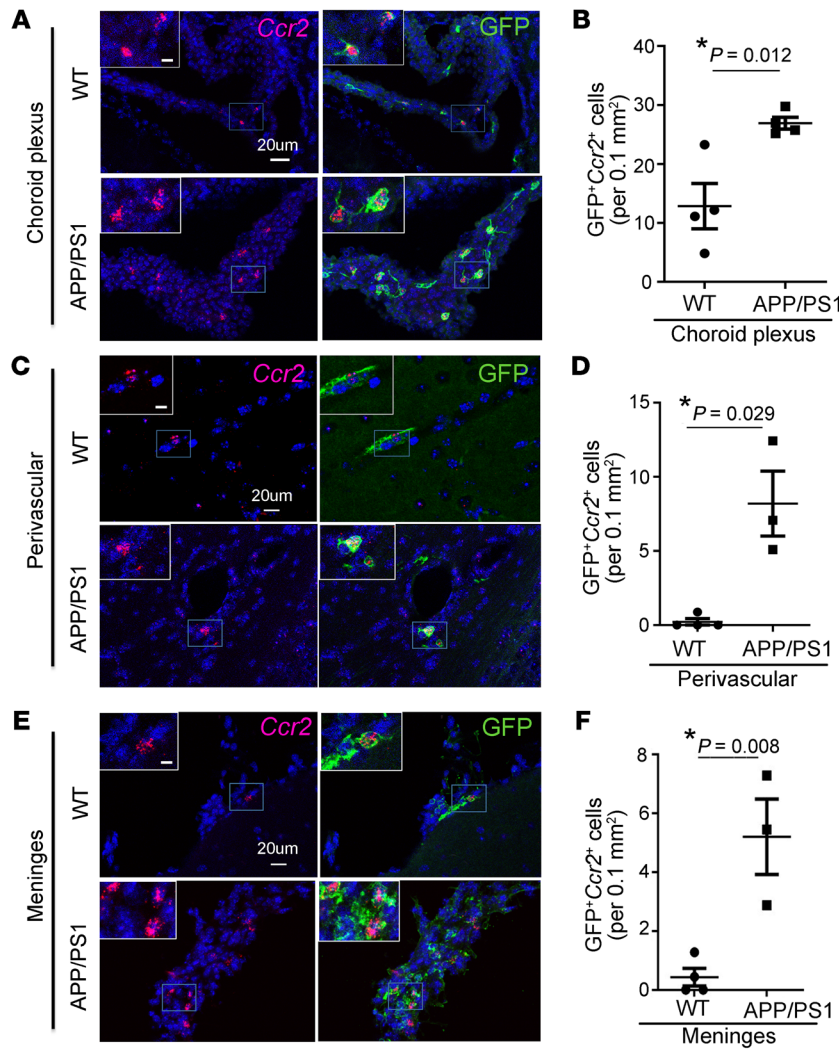 A
Choroid plexus
WT
APP/PS1
Ccr2
GFP
20um
B
* P = 0.012
GFP⁺Ccr2⁺ cells
(per 0.1 mm²)
40
30
20
10
0
WT APP/PS1
Choroid plexus
C
Perivascular
WT
APP/PS1
Ccr2
GFP
20um
D
* P = 0.029
GFP⁺Ccr2⁺ cells
(per 0.1 mm²)
15
10
5
0
WT APP/PS1
Perivascular
E
Meninges
WT
APP/PS1
Ccr2
GFP
20um
F
* P = 0.008
GFP⁺Ccr2⁺ cells
(per 0.1 mm²)
8
6
4
2
0
WT APP/PS1
Meninges